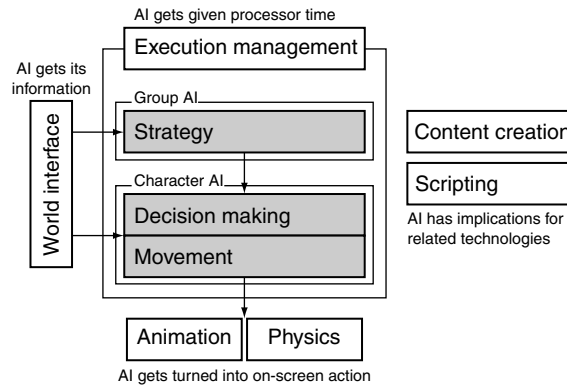 AI gets given processor time
Execution management
AI gets its
information
World interface
Group AI
Strategy
Character AI
Decision making
Movement
Animation
Physics
AI gets turned into on-screen action
Content creation
Scripting
AI has implications for
related technologies